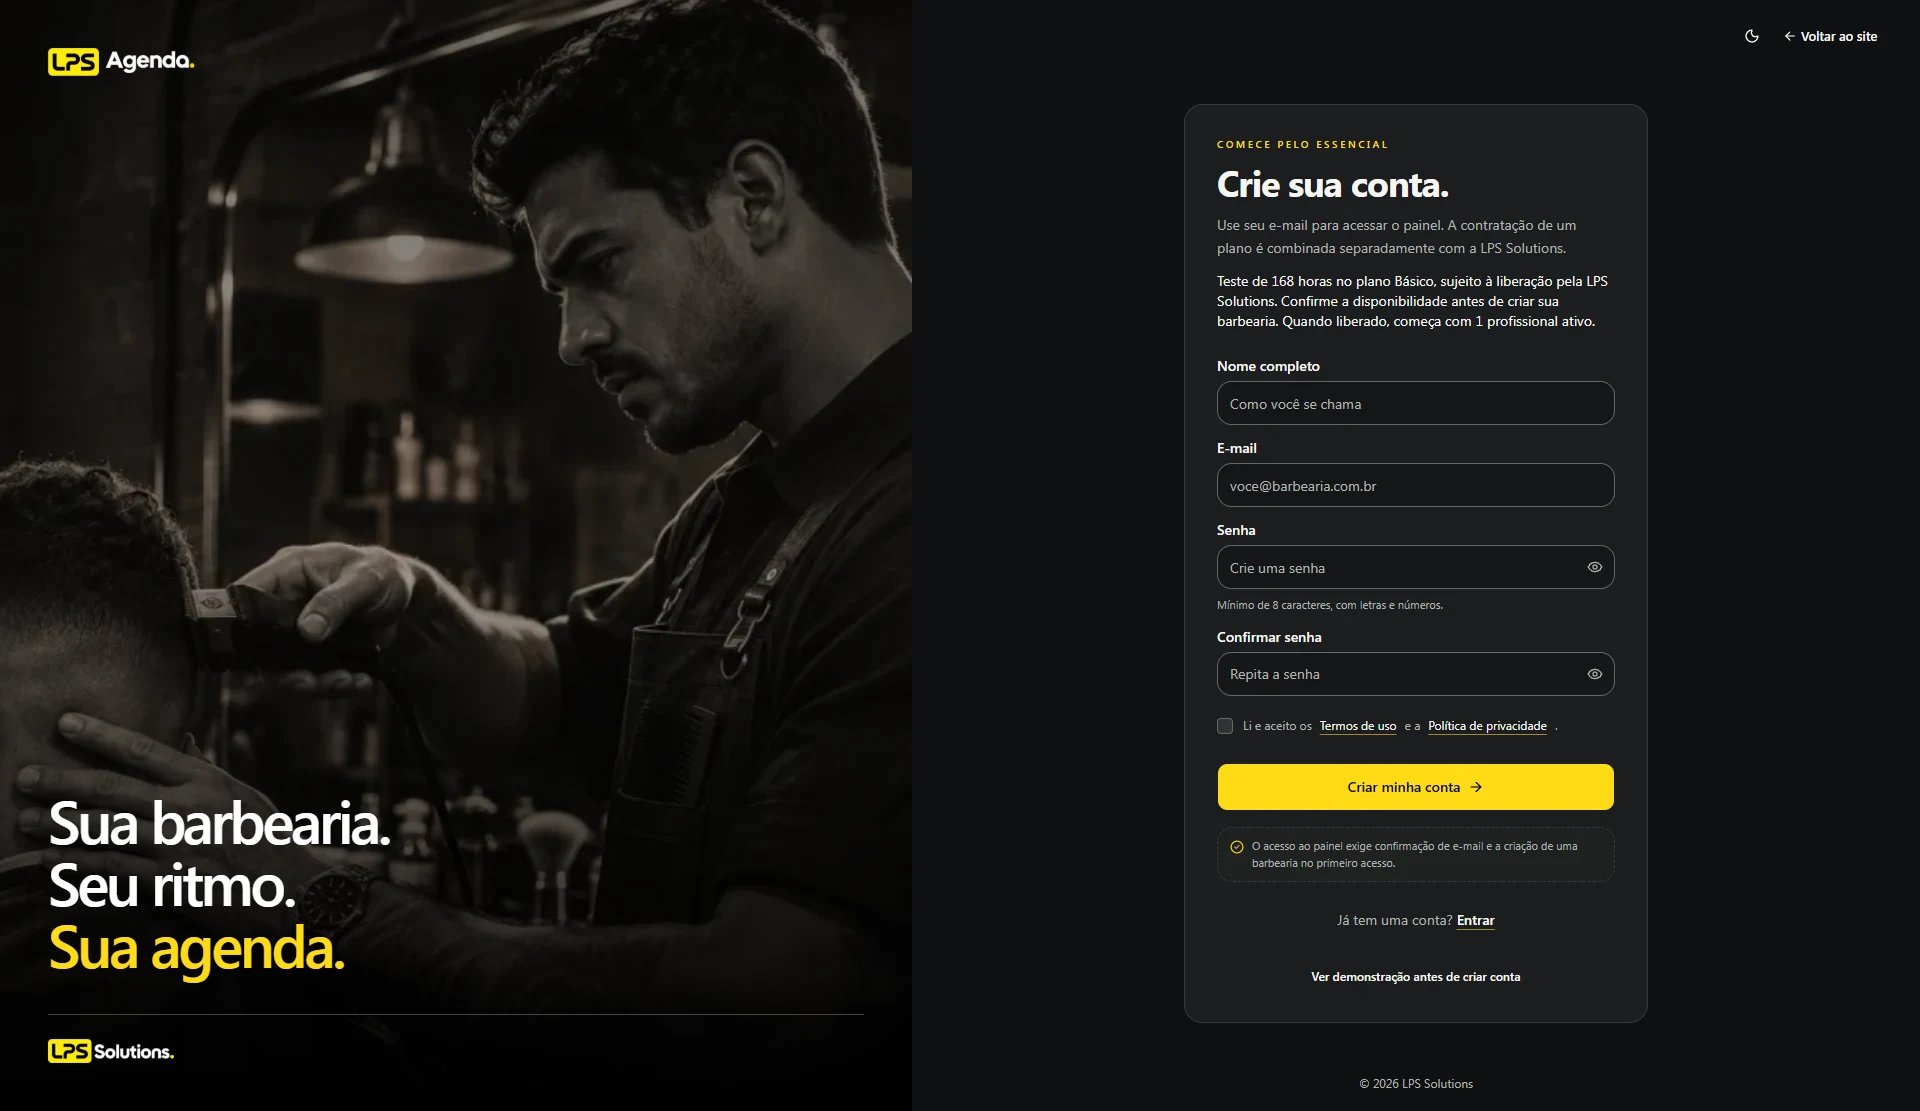 LPS Agenda.
Sua barbearia.
Seu ritmo.
Sua agenda.
LPS Solutions.
Voltar ao site
COMECE PELO ESSENCIAL
Crie sua conta.
Use seu e-mail para acessar o painel. A contratação de um
plano é combinada separadamente com a LPS Solutions.
Teste de 168 horas no plano Básico, sujeito à liberação pela LPS
Solutions. Confirme a disponibilidade antes de criar sua
barbearia. Quando liberado, começa com 1 profissional ativo.
Nome completo
Como você se chama
E-mail
voce@barbearia.com.br
Senha
Crie uma senha
Mínimo de 8 caracteres, com letras e números.
Confirmar senha
Repita a senha
Li e aceito os Termos de uso e a Política de privacidade .
Criar minha conta
O acesso ao painel exige confirmação de e-mail e a criação de uma
barbearia no primeiro acesso.
Já tem uma conta? Entrar
Ver demonstração antes de criar conta
© 2026 LPS Solutions